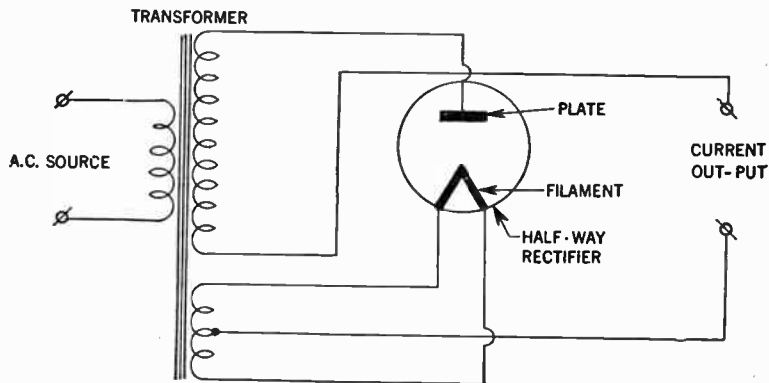 TRANSFORMER
PLATE
A.C. SOURCE
CURRENT
OUT-PUT
FILAMENT
HALF-WAY
RECTIFIER